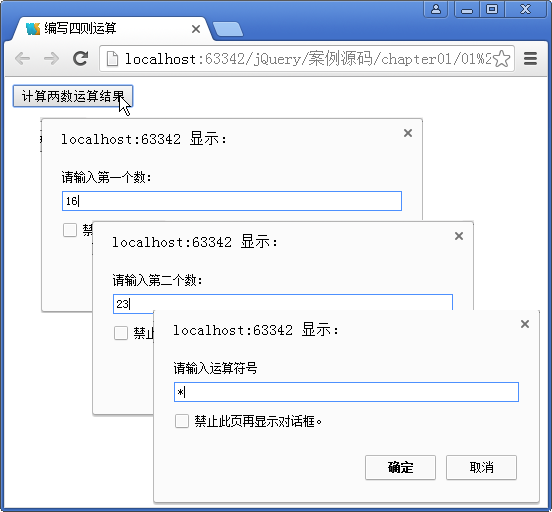 编写四则运算
localhost:63342/jQuery/案例源码/chapter01/01%2
计算两数运算结果
localhost:63342 显示:
请输入第一个数:
16
禁
localhost:63342 显示:
请输入第二个数:
23
禁止
localhost:63342 显示:
请输入运算符号
*
禁止此页再显示对话框。
确定 取消